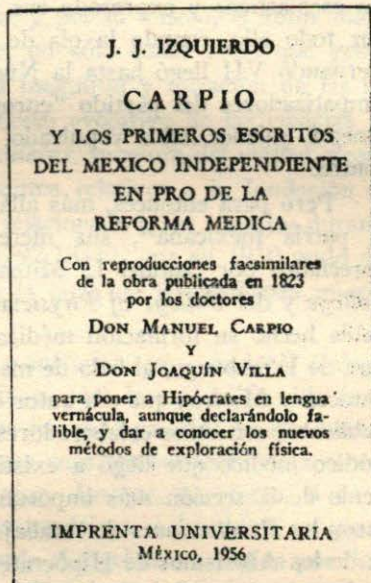 J. J. IZQUIERDO
CARPIO
Y LOS PRIMEROS ESCRITOS
DEL MEXICO INDEPENDIENTE
EN PRO DE LA
REFORMA MEDICA
Con reproducciones facsimilares
de la obra publicada en 1823
por los doctores
DON MANUEL CARPIO
Y
DON JOAQUÍN VILLA
para poner a Hipócrates en lengua
vernácula, aunque declarándolo fa-
lible, y dar a conocer los nuevos
métodos de exploración física.
IMPRENTA UNIVERSITARIA
MÉXICO, 1956